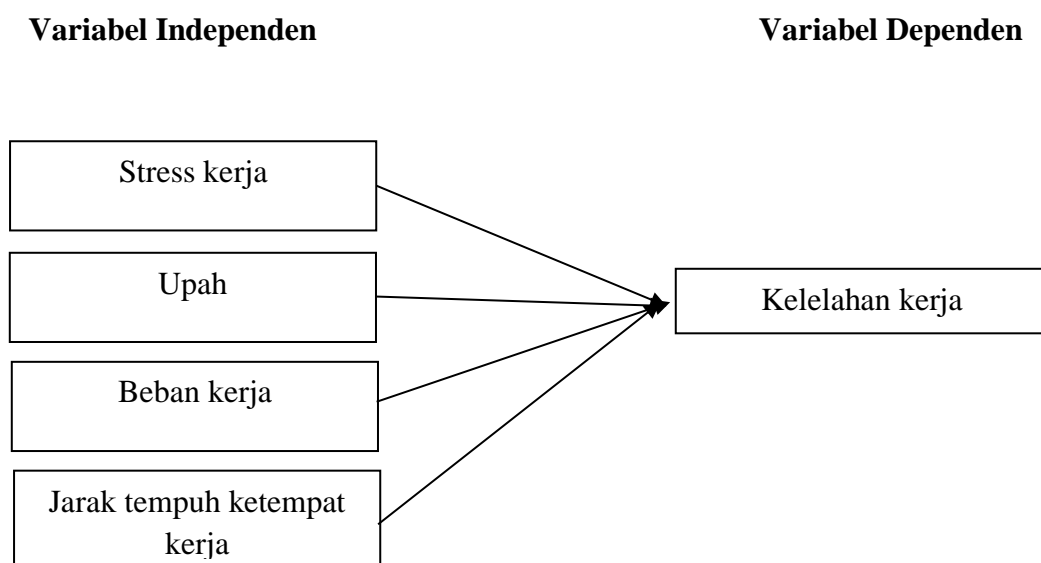 Variabel Independen
Variabel Dependen
Stress kerja
Upah
Kelelahan kerja
Beban kerja
Jarak tempuh ketempat
kerja